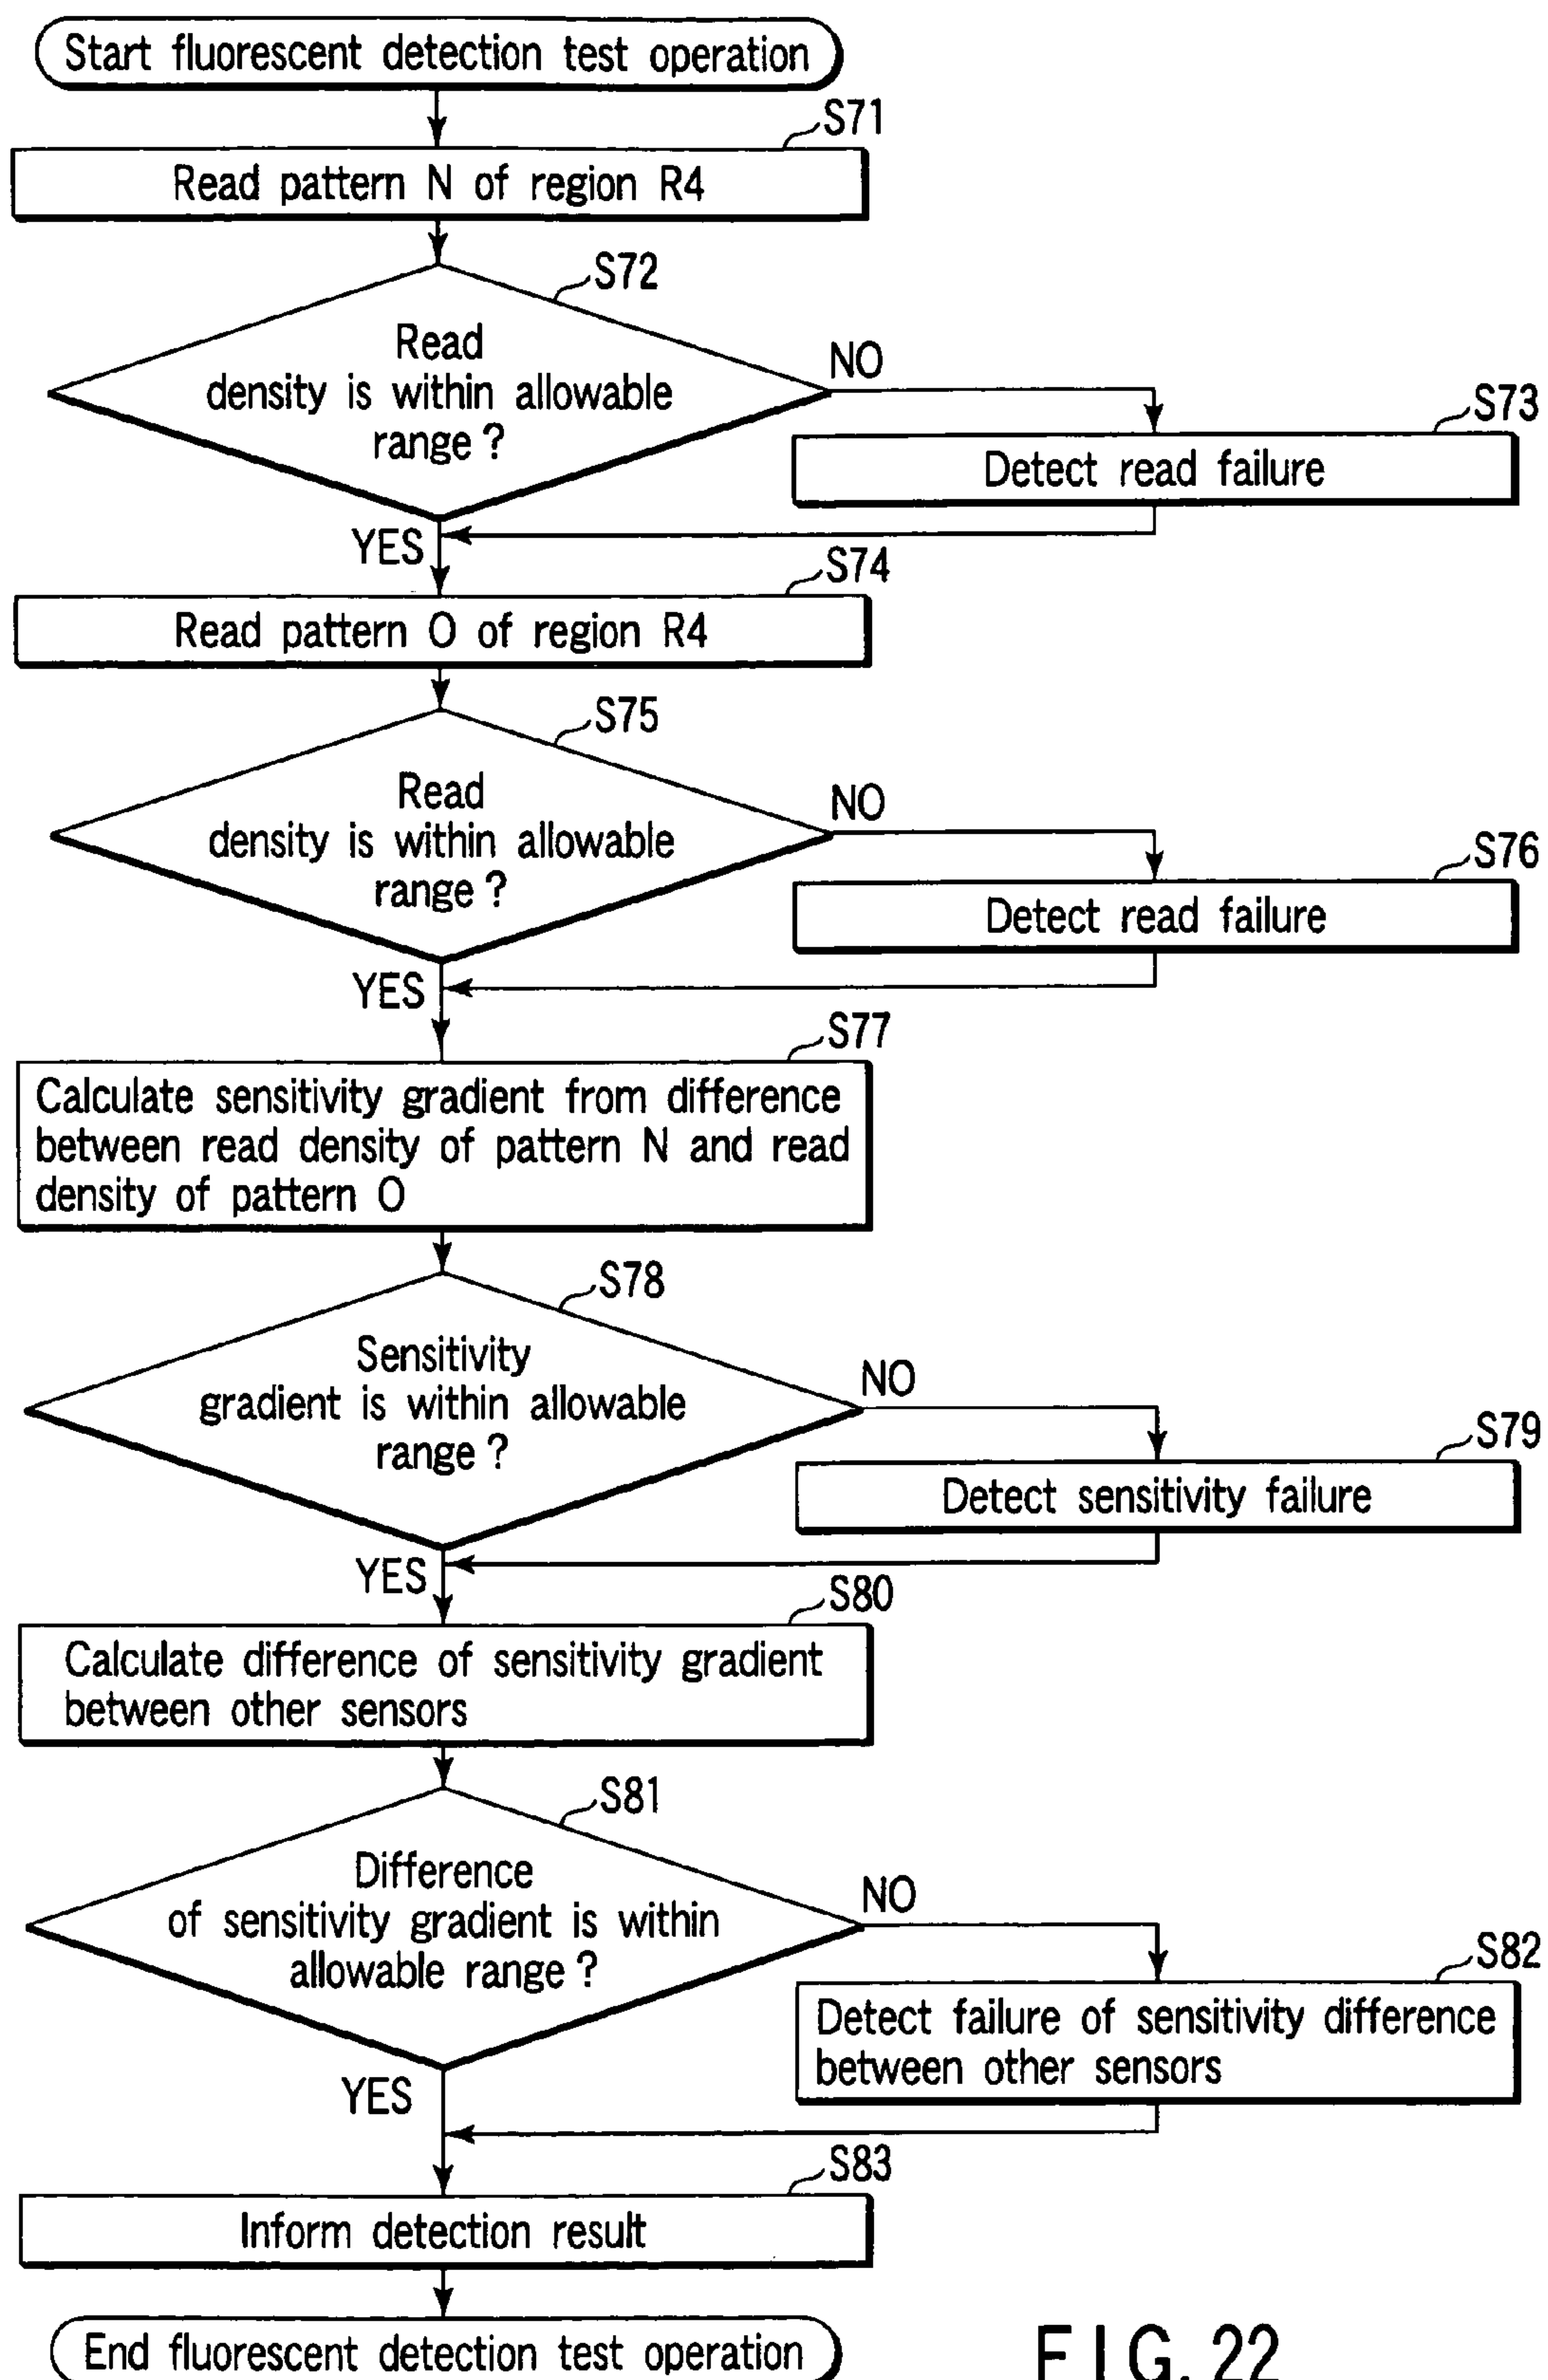 Start fluorescent detection test operation
S71
Read pattern N of region R4
S72
Read
density is within allowable
range?
NO
S73
Detect read failure
YES
S74
Read pattern O of region R4
S75
Read
density is within allowable
range?
NO
S76
Detect read failure
YES
S77
Calculate sensitivity gradient from difference
between read density of pattern N and read
density of pattern O
S78
Sensitivity
gradient is within allowable
range?
NO
S79
Detect sensitivity failure
YES
S80
Calculate difference of sensitivity gradient
between other sensors
S81
Difference
of sensitivity gradient is within
allowable range?
NO
S82
Detect failure of sensitivity difference
between other sensors
YES
S83
Inform detection result
End fluorescent detection test operation
FIG. 22